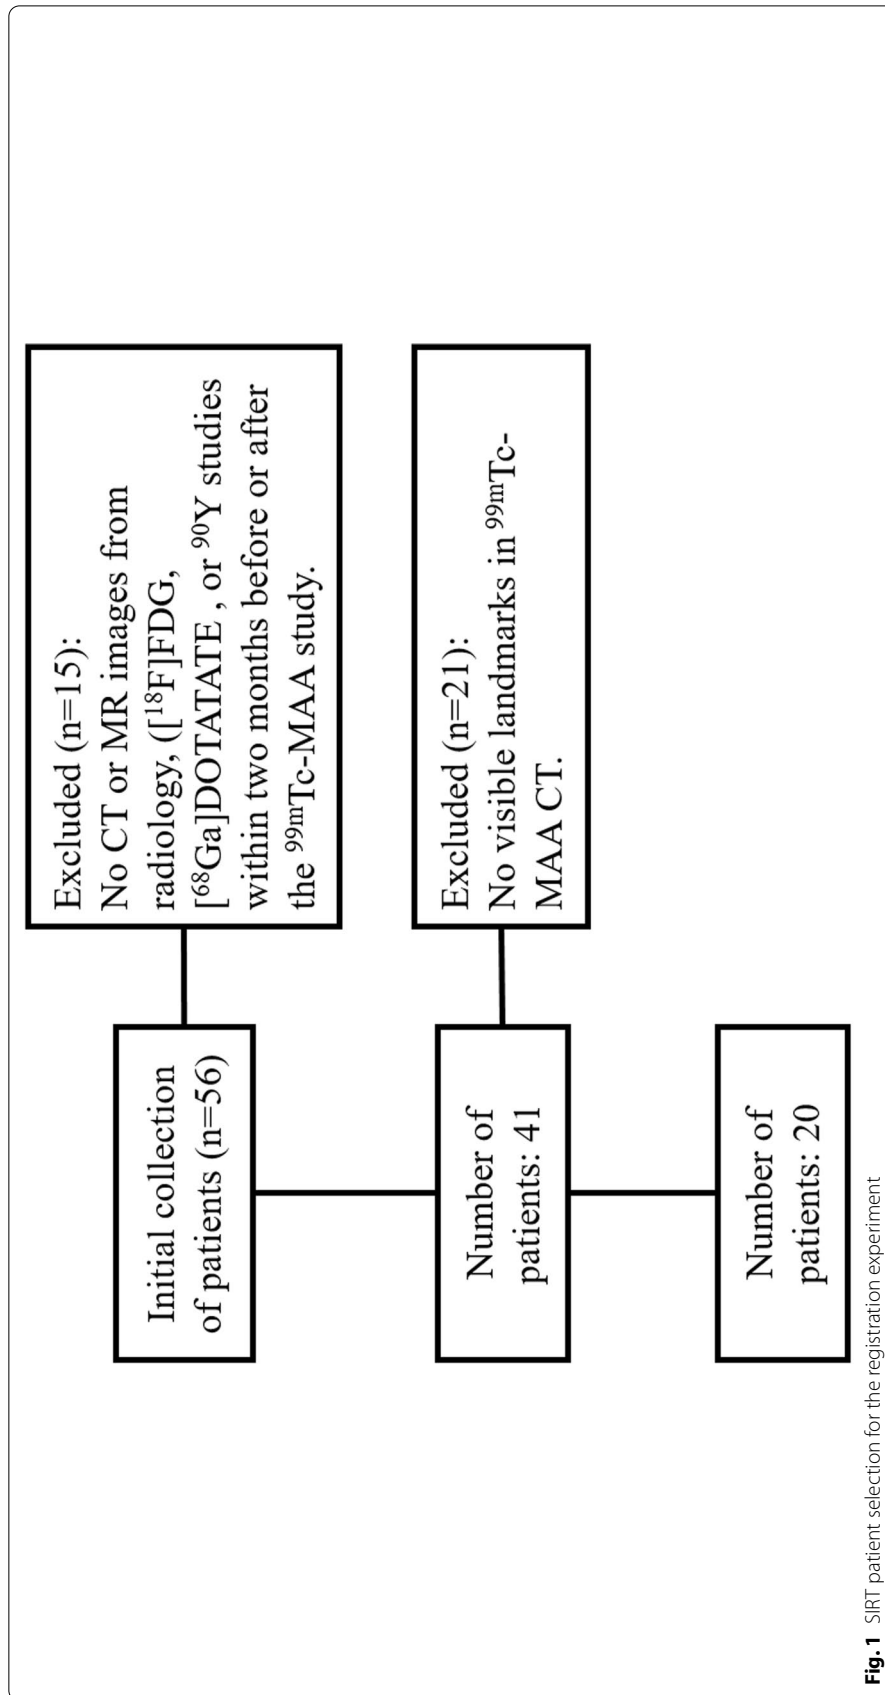 Initial collection
of patients (n=56)
Excluded (n=15):
No CT or MR images from
radiology, ([¹⁸F]FDG,
[⁶⁸Ga]DOTATATE , or ⁹⁰Y studies
within two months before or after
the ⁹⁹ᵐTc-MAA study.
Number of
patients: 41
Excluded (n=21):
No visible landmarks in ⁹⁹ᵐTc-
MAA CT.
Number of
patients: 20
Fig. 1 SIRT patient selection for the registration experiment